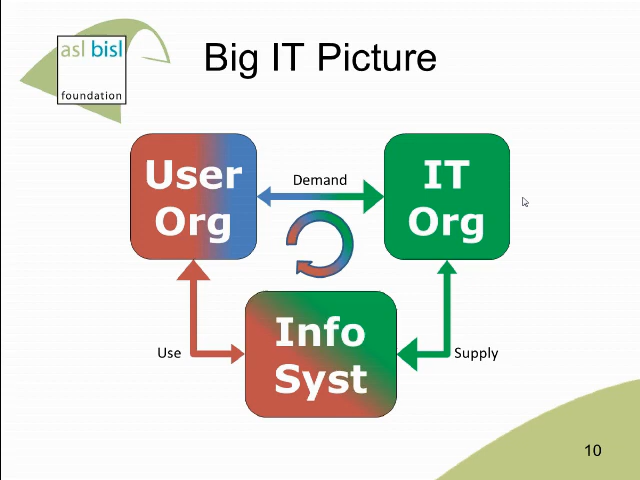 asl bisl
foundation
Big IT Picture
User
Org
Demand
IT
Org
Use
Info
Syst
Supply
10